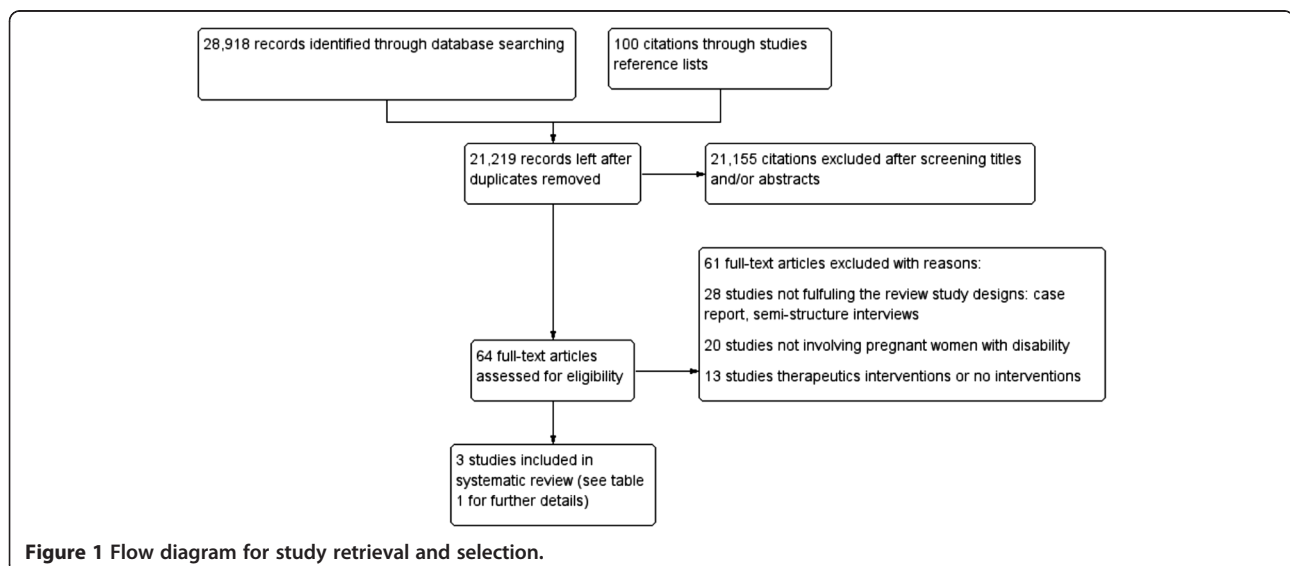 28,918 records identified through database searching
100 citations through studies
reference lists
21,219 records left after
duplicates removed
21,155 citations excluded after screening titles
and/or abstracts
61 full-text articles excluded with reasons:
28 studies not fulfuling the review study designs: case
report, semi-structure interviews
20 studies not involving pregnant women with disability
13 studies therapeutics interventions or no interventions
64 full-text articles
assessed for eligibility
3 studies included in
systematic review (see table
1 for further details)
Figure 1 Flow diagram for study retrieval and selection.